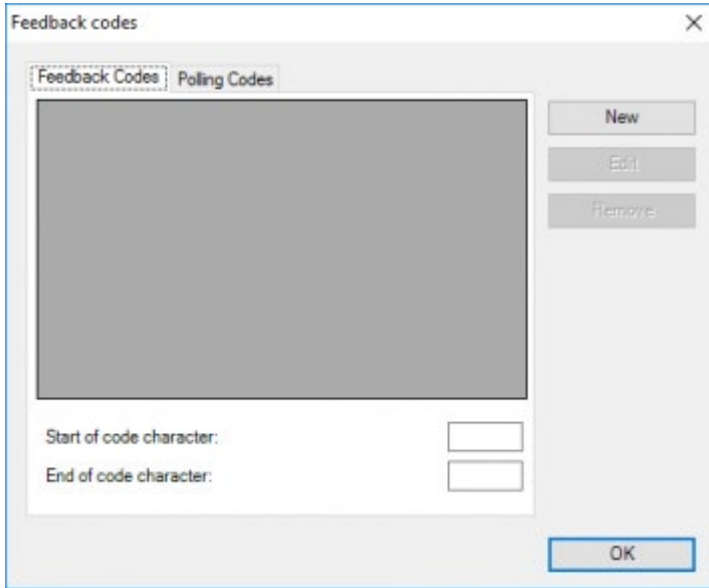 Feedback codes
Feedback Codes Polling Codes
New
Edit
Remove
Start of code character:
End of code character:
OK